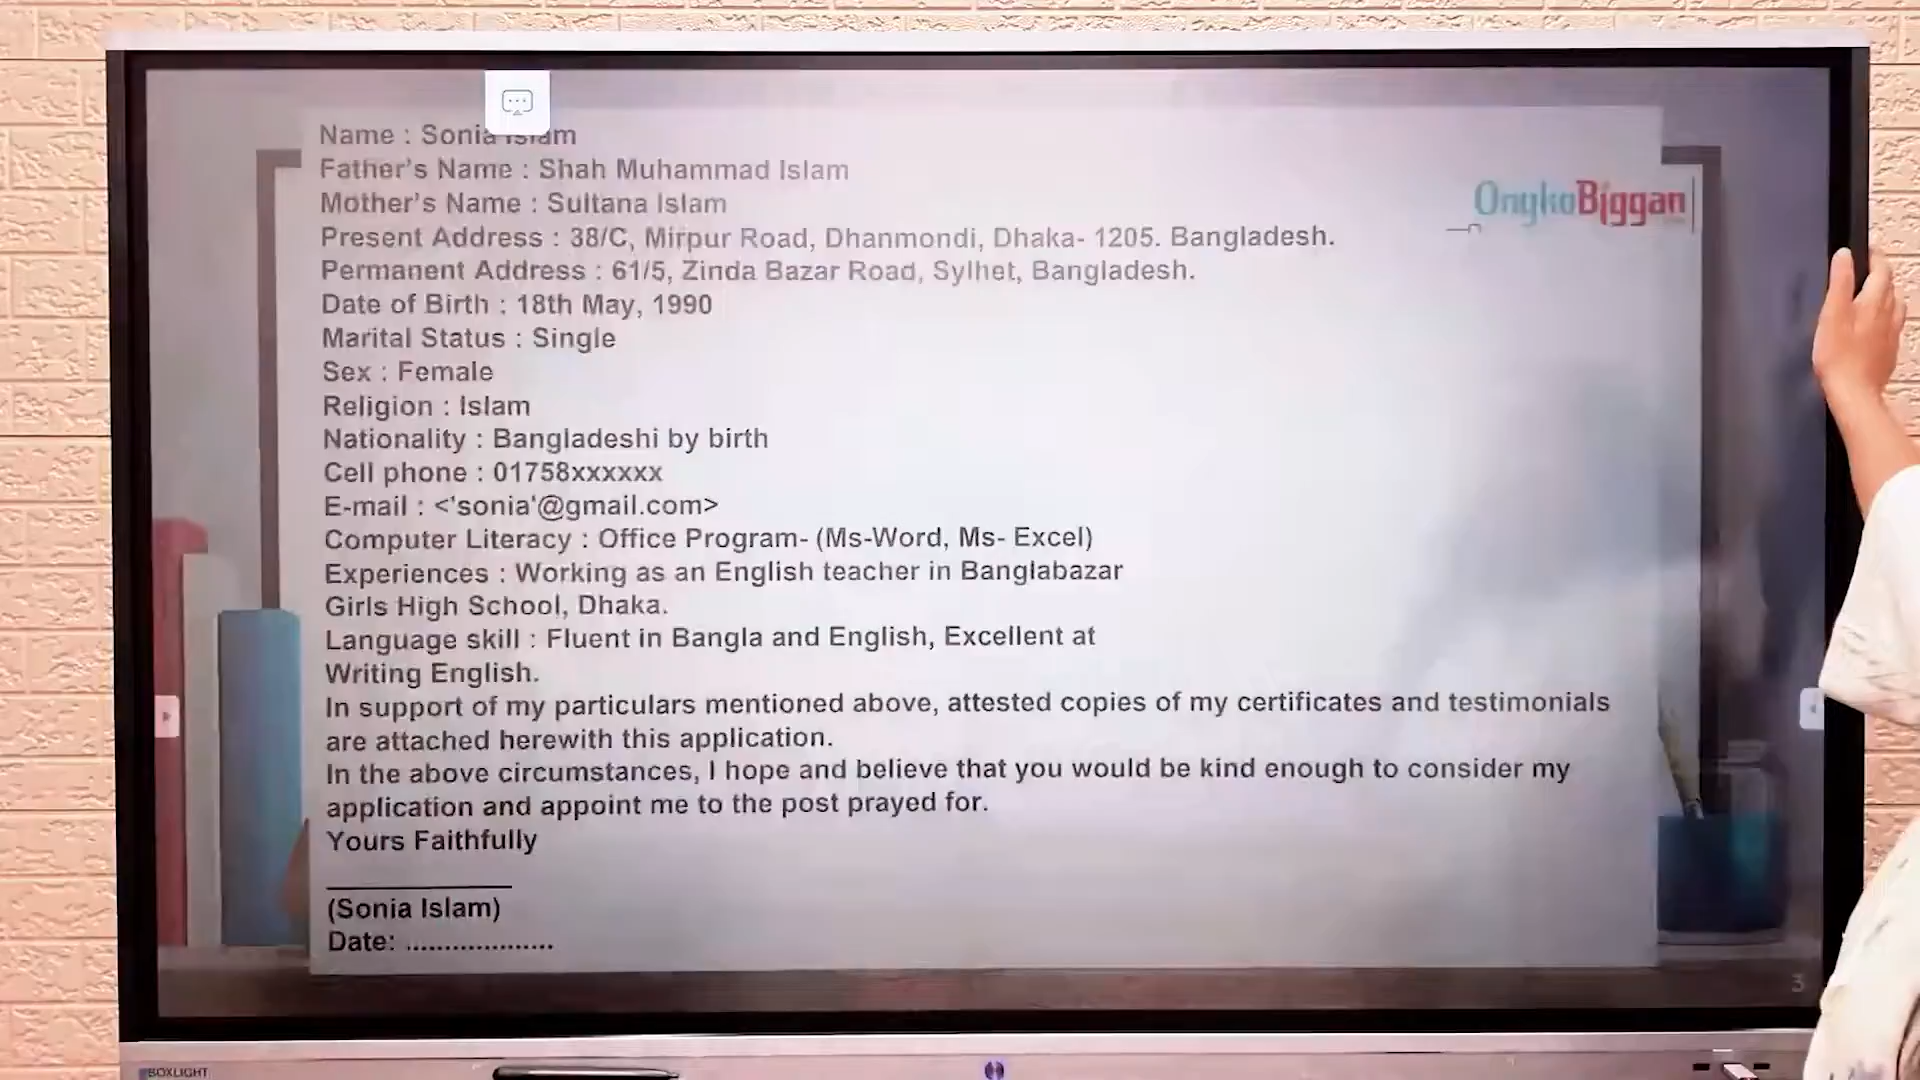 Name : Sonia Islam
Father's Name : Shah Muhammad Islam
OngkoBiggan
Mother's Name : Sultana Islam
Present Address : 38/C, Mirpur Road, Dhanmondi, Dhaka- 1205. Bangladesh.
Permanent Address : 61/5, Zinda Bazar Road, Sylhet, Bangladesh.
Date of Birth : 18th May, 1990
Marital Status : Single
Sex : Female
Religion : Islam
Nationality : Bangladeshi by birth
Cell phone : 01758xxxxxx
E-mail : <'sonia'@gmail.com>
Computer Literacy : Office Program- (Ms-Word, Ms- Excel)
Experiences : Working as an English teacher in Banglabazar
Girls High School, Dhaka.
Language skill : Fluent in Bangla and English, Excellent at
Writing English.
In support of my particulars mentioned above, attested copies of my certificates and testimonials
are attached herewith this application.
In the above circumstances, I hope and believe that you would be kind enough to consider my
application and appoint me to the post prayed for.
Yours Faithfully
(Sonia Islam)
Date: ...................
3
BOXLIGHT